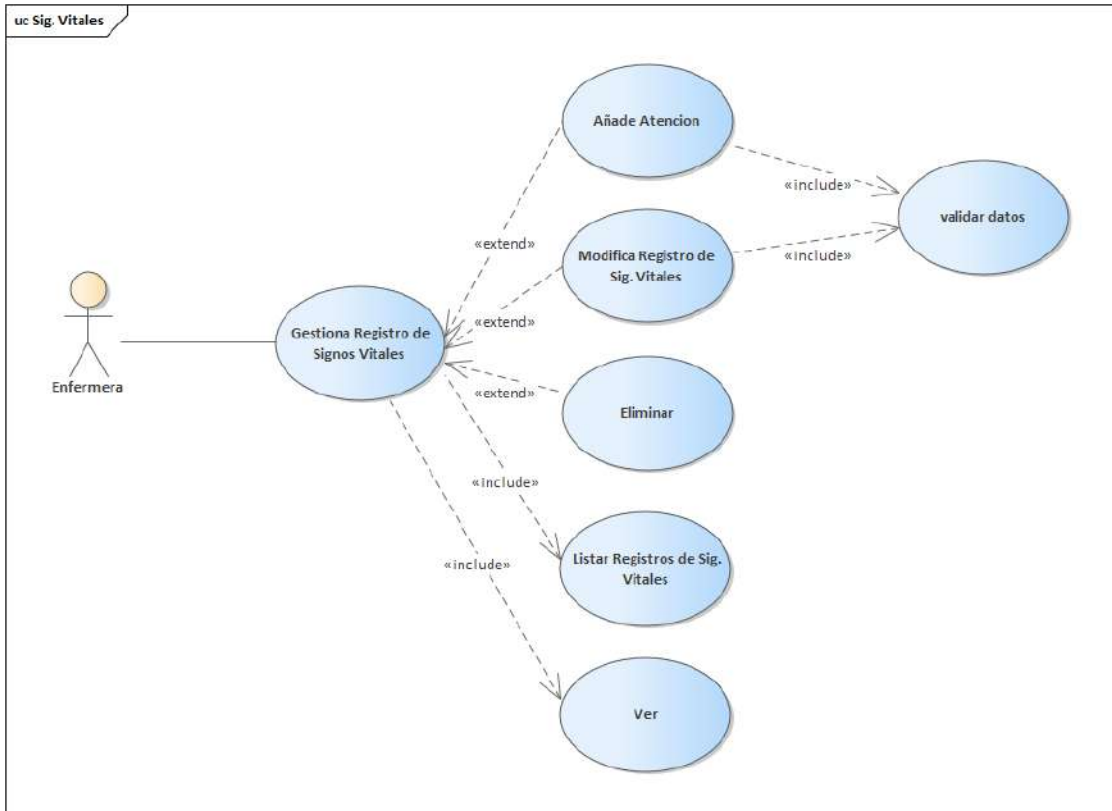 uc Sig. Vitales
Añade Atencion
«include»
validar datos
«extend»
Modifica Registro de
Sig. Vitales
«include»
«extend»
Gestiona Registro de
Signos Vitales
Enfermera
«extend»
Eliminar
«include»
Listar Registros de Sig.
Vitales
«include»
Ver